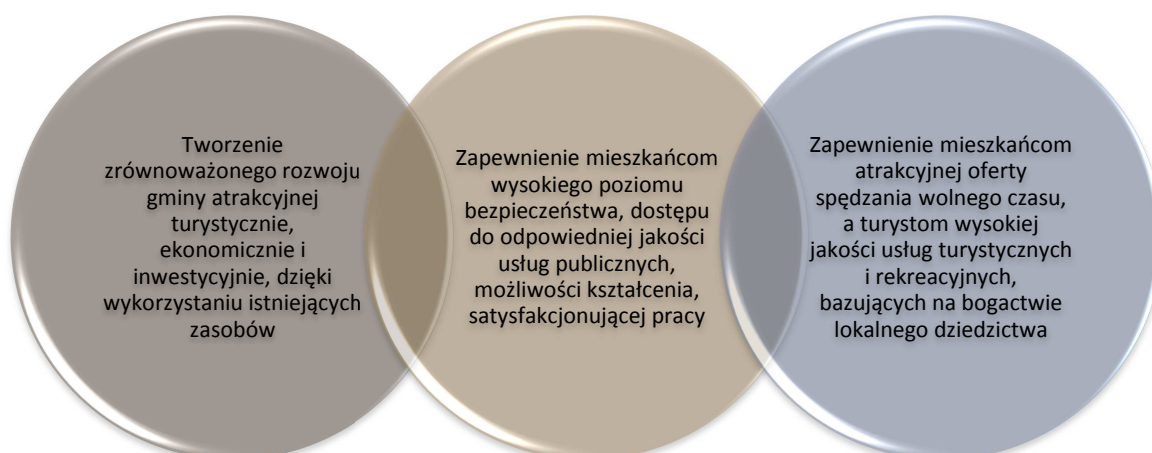 Tworzenie
zrównoważonego rozwoju
gminy atrakcyjnej
turystycznie,
ekonomicznie i
inwestycyjnie, dzięki
wykorzystaniu istniejących
zasobów
Zapewnienie mieszkańcom
wysokiego poziomu
bezpieczeństwa, dostępu
do odpowiedniej jakości
usług publicznych,
możliwości kształcenia,
satysfakcjonującej pracy
Zapewnienie mieszkańcom
atrakcyjnej oferty
spędzania wolnego czasu,
a turystom wysokiej
jakości usług turystycznych
i rekreacyjnych,
bazujących na bogactwie
lokalnego dziedzictwa